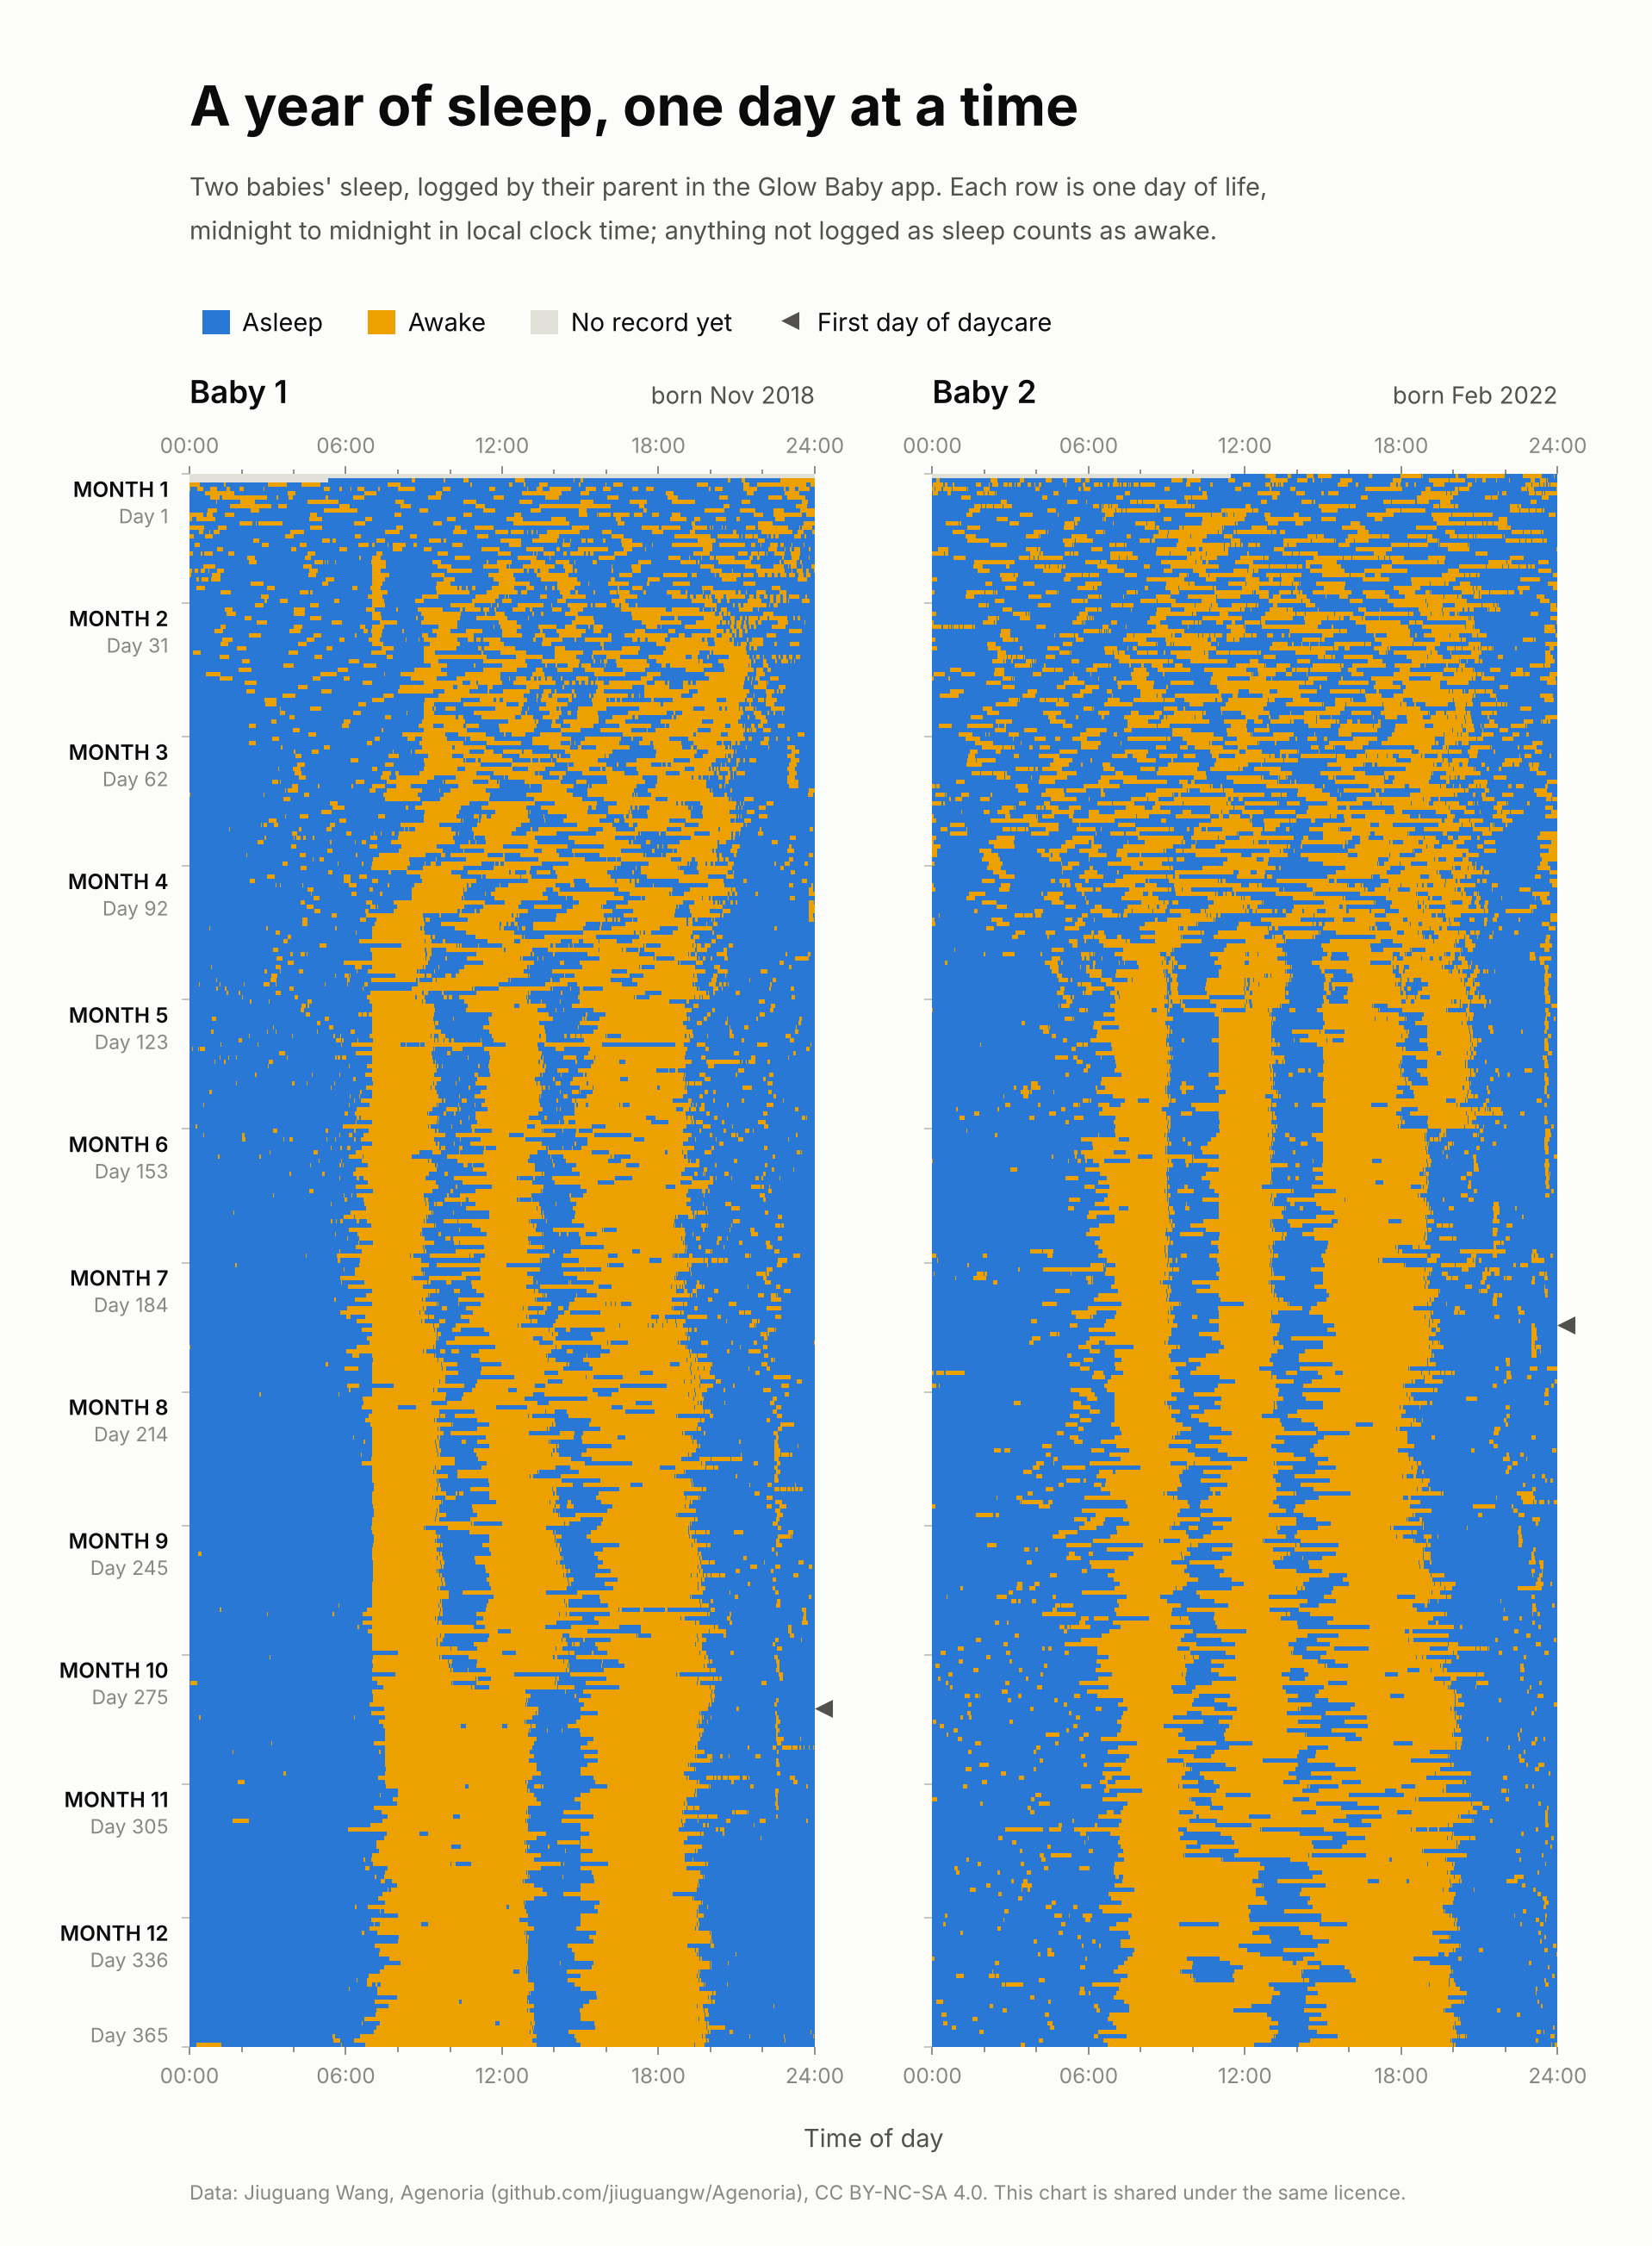 A year of sleep, one day at a time
Two babies' sleep, logged by their parent in the Glow Baby app. Each row is one day of life,
midnight to midnight in local clock time; anything not logged as sleep counts as awake.
Asleep Awake No record yet First day of daycare
Baby 1 born Nov 2018 Baby 2 born Feb 2022
00:00 06:00 12:00 18:00 24:00 00:00 06:00 12:00 18:00 24:00
MONTH 1
Day 1
MONTH 2
Day 31
MONTH 3
Day 62
MONTH 4
Day 92
MONTH 5
Day 123
MONTH 6
Day 153
MONTH 7
Day 184
MONTH 8
Day 214
MONTH 9
Day 245
MONTH 10
Day 275
MONTH 11
Day 305
MONTH 12
Day 336
Day 365
00:00 06:00 12:00 18:00 24:00 00:00 06:00 12:00 18:00 24:00
Time of day
Data: Jiuguang Wang, Agenoria (github.com/jiuguangw/Agenoria), CC BY-NC-SA 4.0. This chart is shared under the same licence.